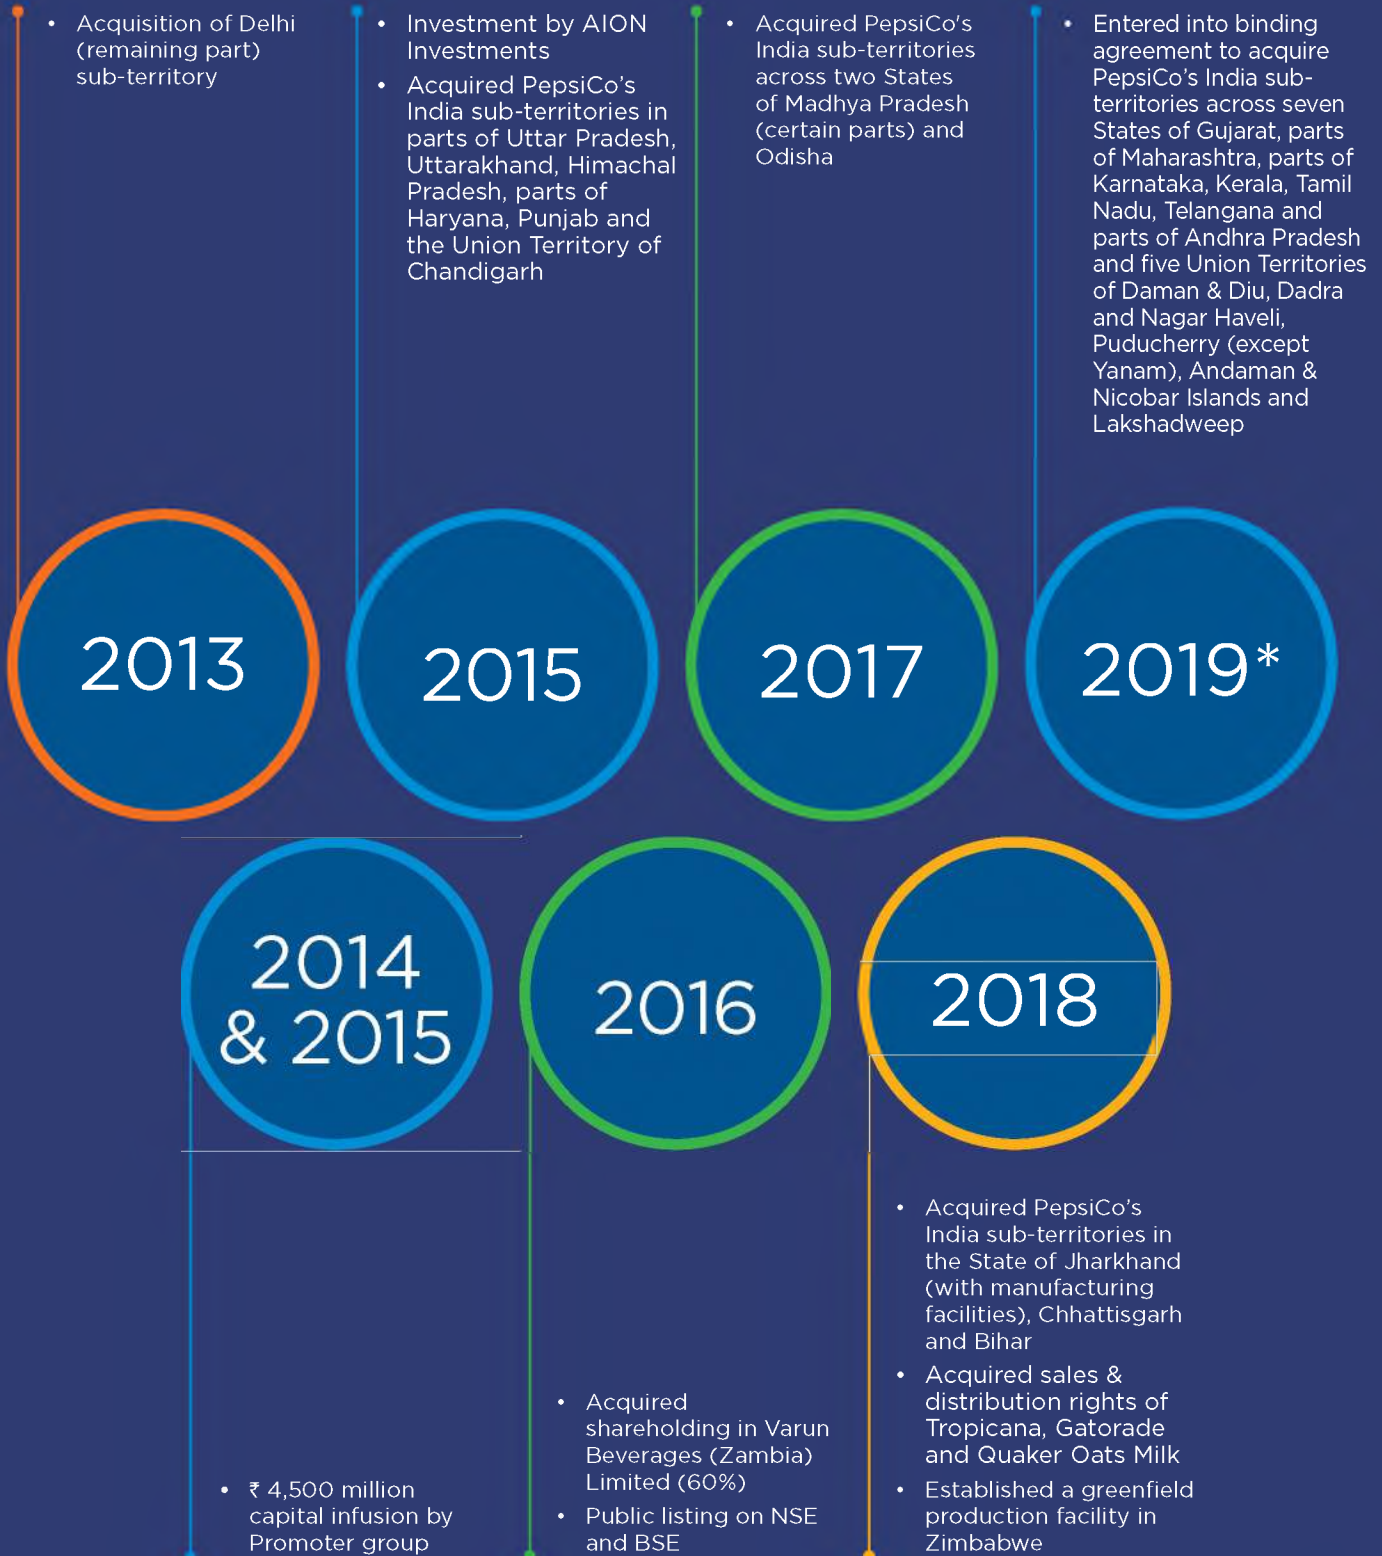 • Acquisition of Delhi
(remaining part)
sub-territory
• Investment by AION
Investments
• Acquired PepsiCo’s
India sub-territories in
parts of Uttar Pradesh,
Uttarakhand, Himachal
Pradesh, parts of
Haryana, Punjab and
the Union Territory of
Chandigarh
• Acquired PepsiCo's
India sub-territories
across two States
of Madhya Pradesh
(certain parts) and
Odisha
• Entered into binding
agreement to acquire
PepsiCo’s India sub-
territories across seven
States of Gujarat, parts
of Maharashtra, parts of
Karnataka, Kerala, Tamil
Nadu, Telangana and
parts of Andhra Pradesh
and five Union Territories
of Daman & Diu, Dadra
and Nagar Haveli,
Puducherry (except
Yanam), Andaman &
Nicobar Islands and
Lakshadweep
2013
2015
2017
2019*
2014
& 2015
2016
2018
• ₹ 4,500 million
capital infusion by
Promoter group
• Acquired
shareholding in Varun
Beverages (Zambia)
Limited (60%)
• Public listing on NSE
and BSE
• Acquired PepsiCo’s
India sub-territories in
the State of Jharkhand
(with manufacturing
facilities), Chhattisgarh
and Bihar
• Acquired sales &
distribution rights of
Tropicana, Gatorade
and Quaker Oats Milk
• Established a greenfield
production facility in
Zimbabwe